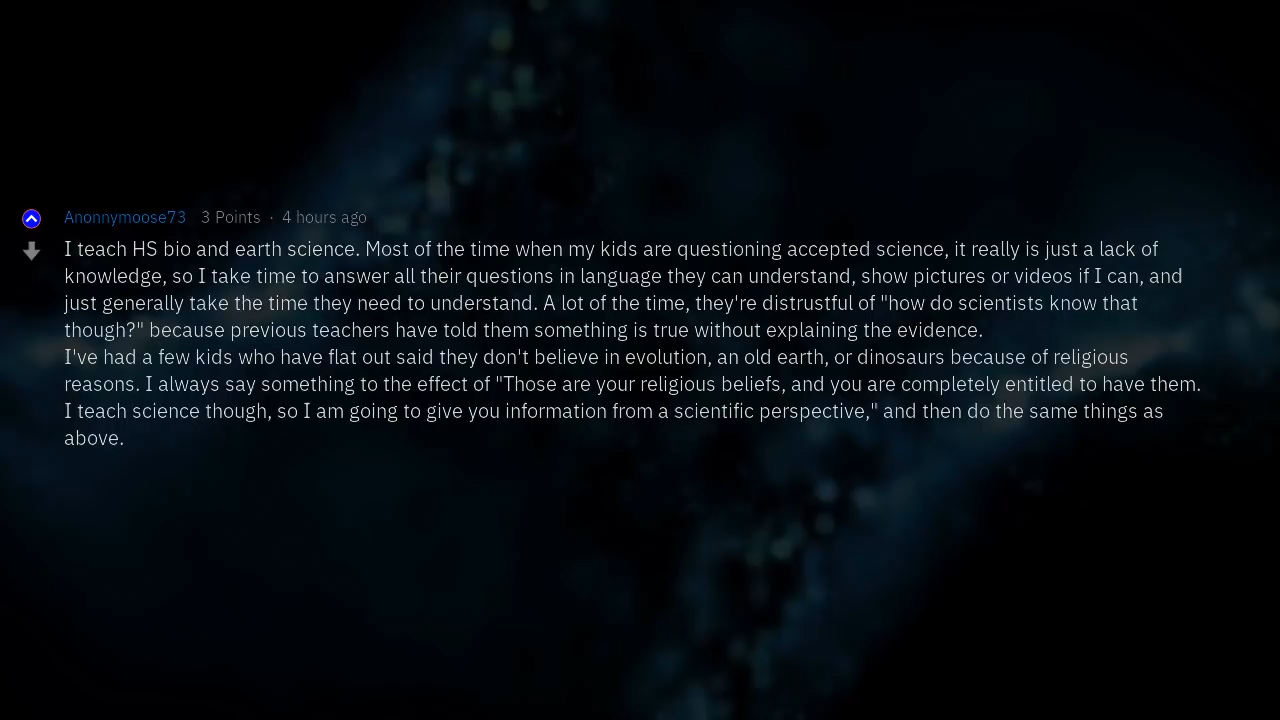 Anonnymoose73 3 Points · 4 hours ago
I teach HS bio and earth science. Most of the time when my kids are questioning accepted science, it really is just a lack of
knowledge, so I take time to answer all their questions in language they can understand, show pictures or videos if I can, and
just generally take the time they need to understand. A lot of the time, they're distrustful of "how do scientists know that
though?" because previous teachers have told them something is true without explaining the evidence.
I've had a few kids who have flat out said they don't believe in evolution, an old earth, or dinosaurs because of religious
reasons. I always say something to the effect of "Those are your religious beliefs, and you are completely entitled to have them.
I teach science though, so I am going to give you information from a scientific perspective," and then do the same things as
above.